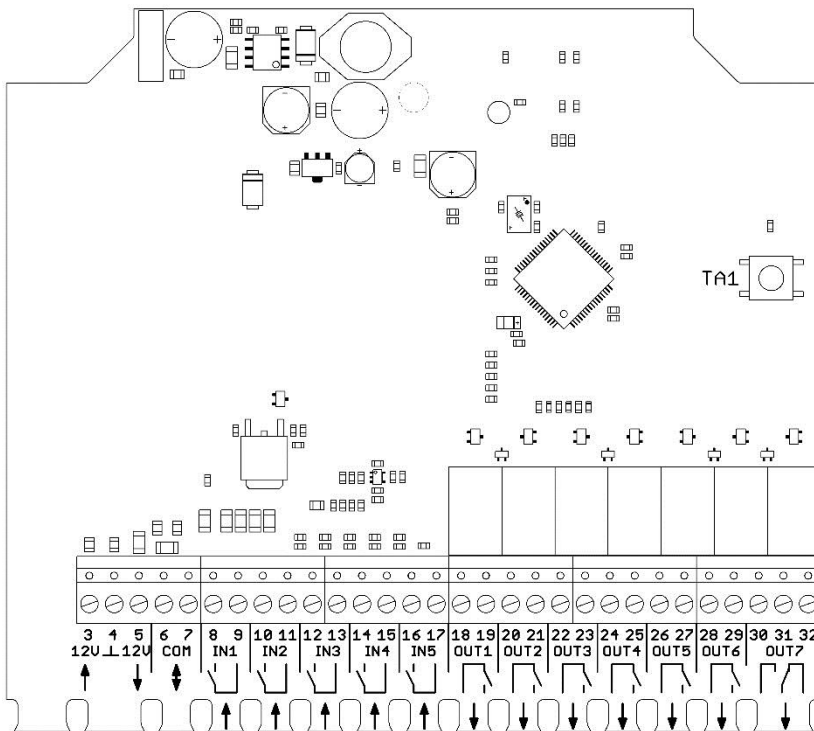 TA1
3 4 5 6 7 8 9 10 11 12 13 14 15 16 17 18 19 20 21 22 23 24 25 26 27 28 29 30 31 32
12V ⊥ 12V COM IN1 IN2 IN3 IN4 IN5 OUT1 OUT2 OUT3 OUT4 OUT5 OUT6 OUT7